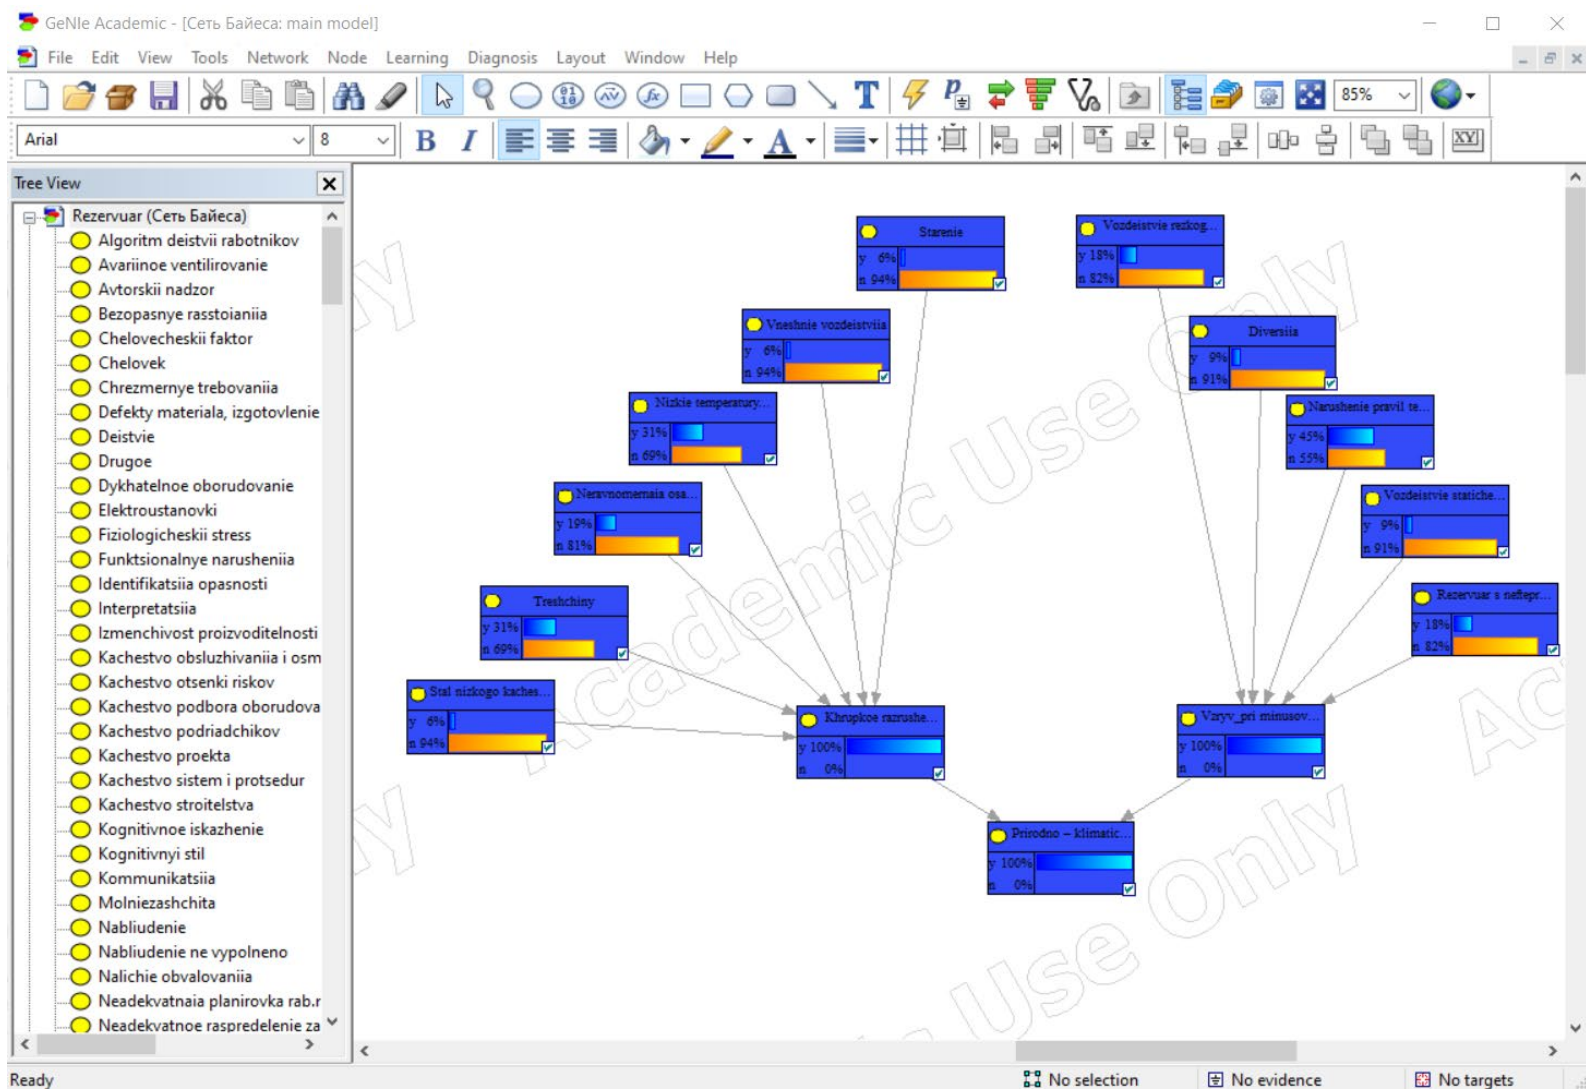 GeNIe Academic - [Сеть Байеса: main model]
File Edit View Tools Network Node Learning Diagnosis Layout Window Help
85%
Arial 8 B I A XY
Tree View
Rezervuar (Сеть Байеса)
Algoritm deistvii rabotnikov
Avariinoe ventilirovanie
Avtorskii nadzor
Bezopasnye rasstoianiia
Chelovecheskii faktor
Chelovek
Chrezmernye trebovaniia
Defekty materiala, izgotovlenie
Deistvie
Drugoe
Dykhatelnoe oborudovanie
Elektroustanovki
Fiziologicheskii stress
Funktsionalnye narusheniia
Identifikatsiia opasnosti
Interpretatsiia
Izmenchivost proizvoditelnosti
Kachestvo obsluzhivaniia i osm
Kachestvo otsenki riskov
Kachestvo podbora oborudova
Kachestvo podriadchikov
Kachestvo proekta
Kachestvo sistem i protsedur
Kachestvo stroitelstva
Kognitivnoe iskazhenie
Kognitivnyi stil
Kommunikatsiia
Molniezashchita
Nabliudenie
Nabliudenie ne vypolneno
Nalichie obvalovaniia
Neadekvatnaia planirovka rab.r
Neadekvatnoe raspredelenie za
Starenie
y 6%
n 94%
Vozdeistvie rezkog...
y 18%
n 82%
Vneshnie vozdeistviia
y 6%
n 94%
Diversiia
y 9%
n 91%
Nizkie temperatury...
y 31%
n 69%
Narushenie pravil te...
y 45%
n 55%
Neravnomernaia osa...
y 19%
n 81%
Vozdeistvie statiche...
y 9%
n 91%
Treshchiny
y 31%
n 69%
Rezervuar s neftepr...
y 18%
n 82%
Stal nizkogo kaches...
y 6%
n 94%
Khrupkoe razrushe...
y 100%
n 0%
Vzryv_pri minusov...
y 100%
n 0%
Prirodno – klimatic...
y 100%
n 0%
Academic Use Only
Ready
No selection
No evidence
No targets